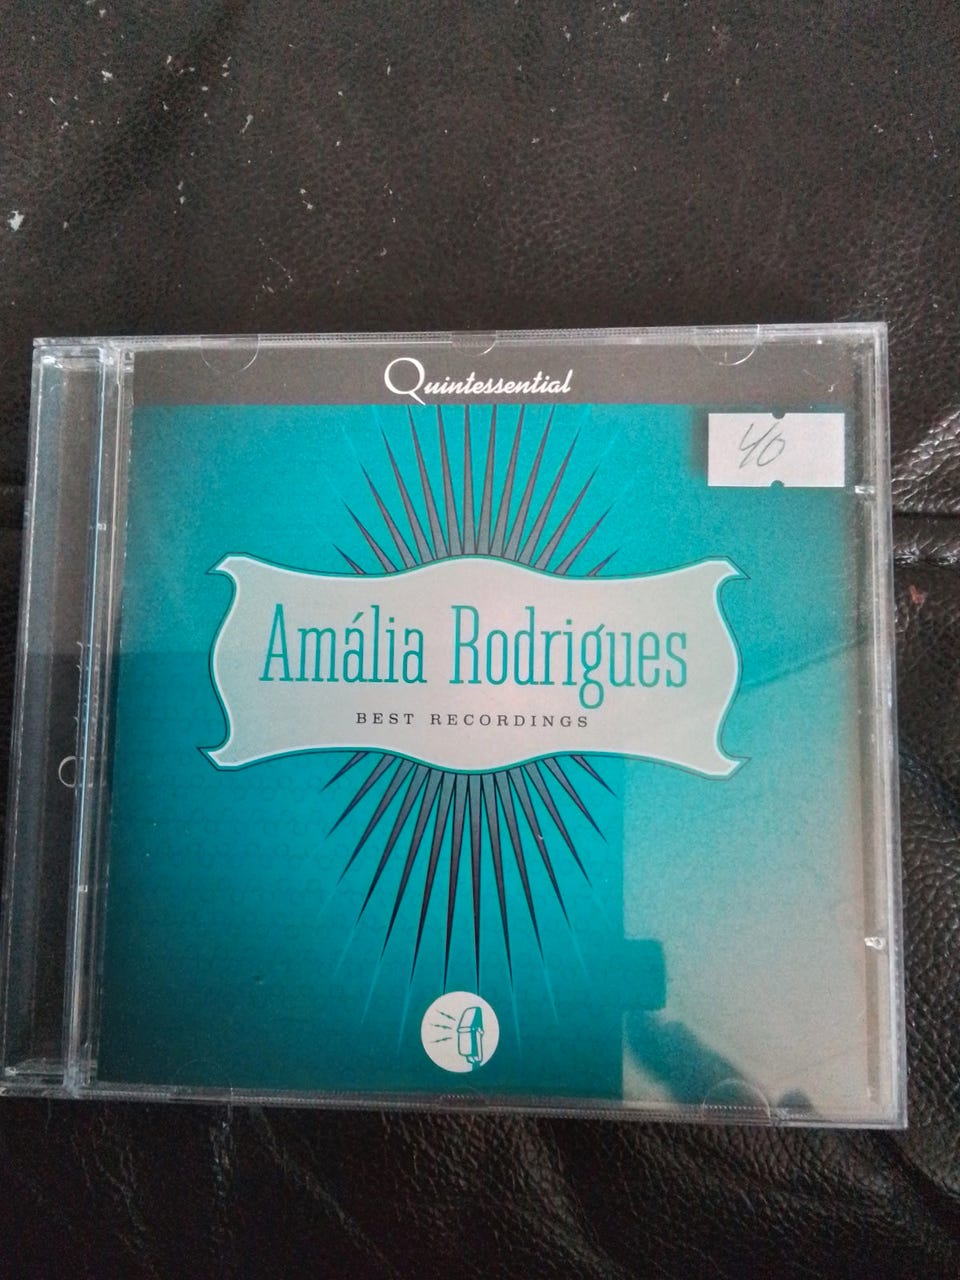 Quintessential
40
Amália Rodrigues
BEST RECORDINGS